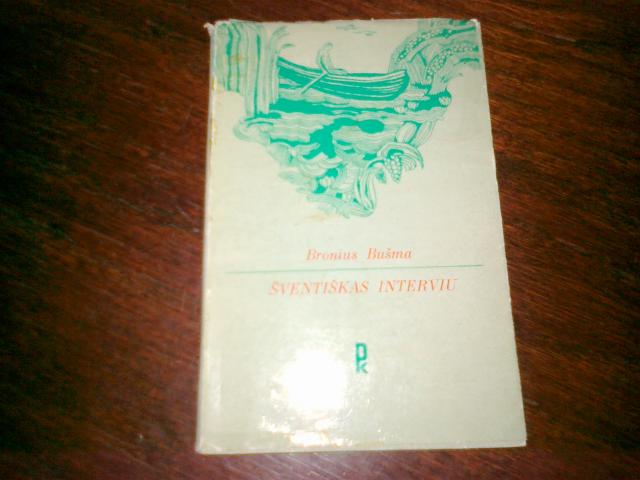 Bronius Bušma
ŠVENTIŠKAS INTERVIU
pk